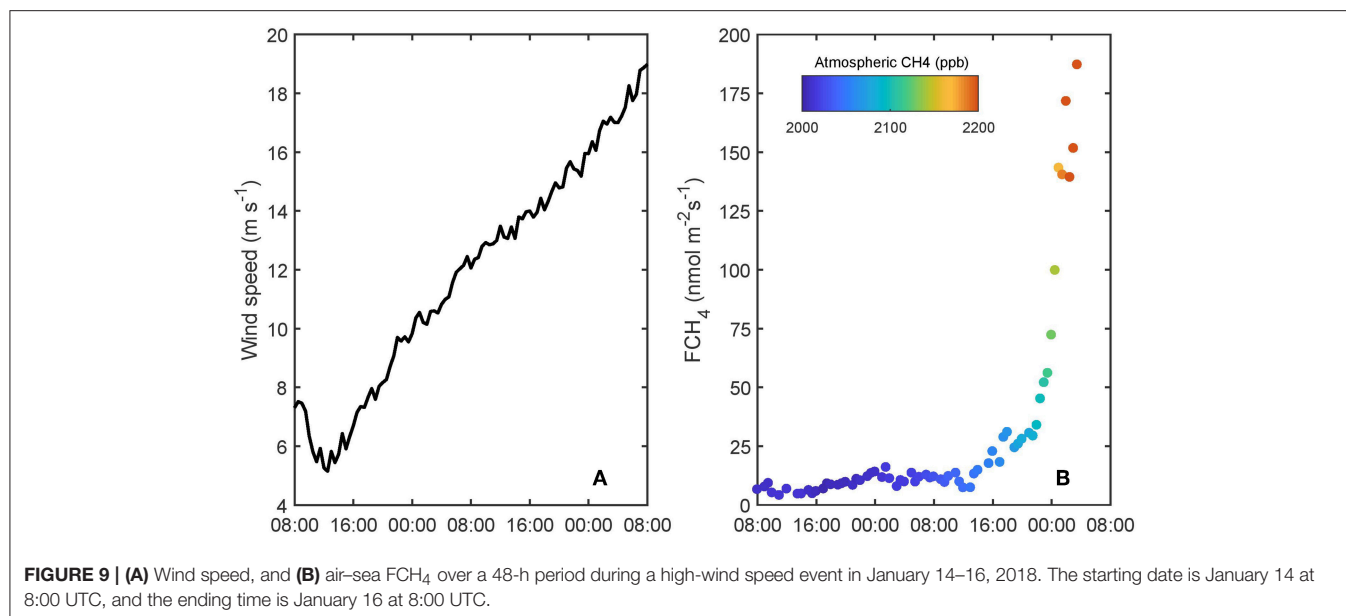 20
18
16
14
12
10
8
6
4
Wind speed (m s⁻¹)
08:00 16:00 00:00 08:00 16:00 00:00 08:00
A
200
175
150
125
100
75
50
25
0
FCH₄ (nmol m⁻²s⁻¹)
Atmospheric CH4 (ppb)
2000 2100 2200
B
08:00 16:00 00:00 08:00 16:00 00:00 08:00
FIGURE 9 | (A) Wind speed, and (B) air–sea FCH₄ over a 48-h period during a high-wind speed event in January 14–16, 2018. The starting date is January 14 at
8:00 UTC, and the ending time is January 16 at 8:00 UTC.